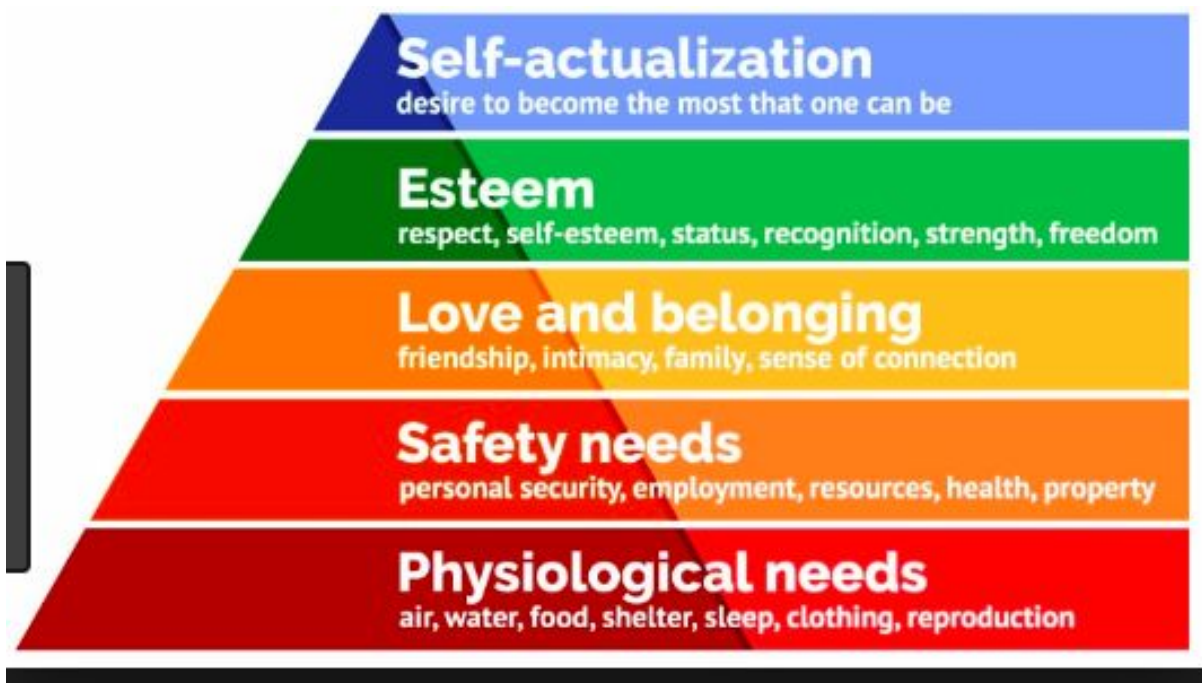 Self-actualization
desire to become the most that one can be
Esteem
respect, self-esteem, status, recognition, strength, freedom
Love and belonging
friendship, intimacy, family, sense of connection
Safety needs
personal security, employment, resources, health, property
Physiological needs
air, water, food, shelter, sleep, clothing, reproduction